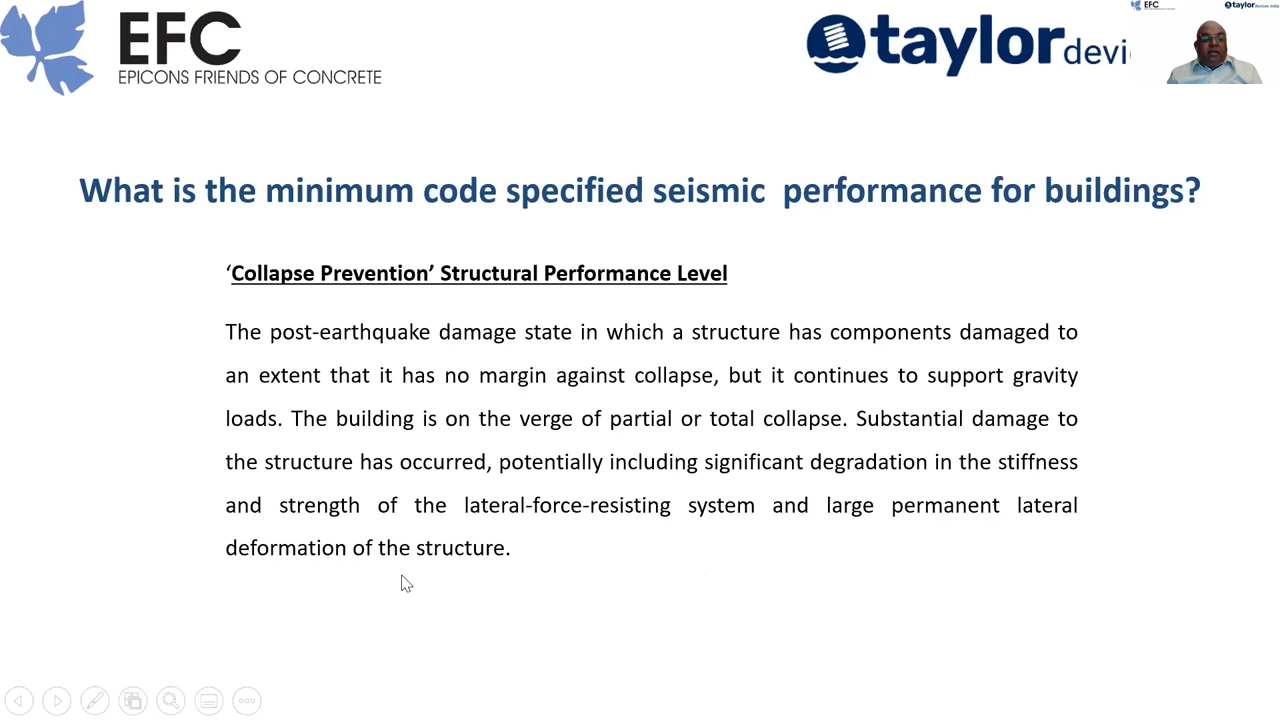 EFC
EPICONS FRIENDS OF CONCRETE
taylor devi
EFC
taylor devices india
What is the minimum code specified seismic performance for buildings?
‘Collapse Prevention’ Structural Performance Level
The post-earthquake damage state in which a structure has components damaged to
an extent that it has no margin against collapse, but it continues to support gravity
loads. The building is on the verge of partial or total collapse. Substantial damage to
the structure has occurred, potentially including significant degradation in the stiffness
and strength of the lateral-force-resisting system and large permanent lateral
deformation of the structure.